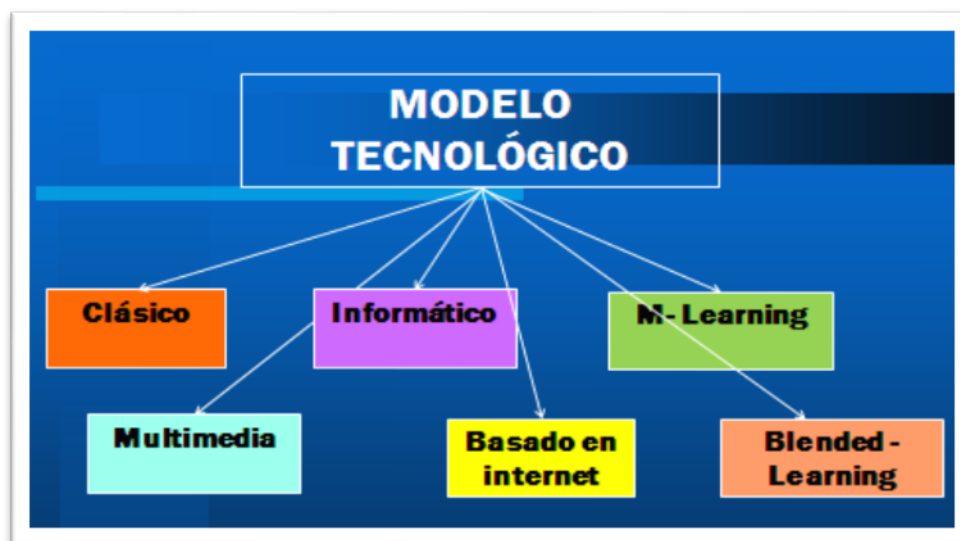 MODELO
TECNOLÓGICO
Clásico
Informático
M- Learning
Multimedia
Basado en
internet
Blended -
Learning